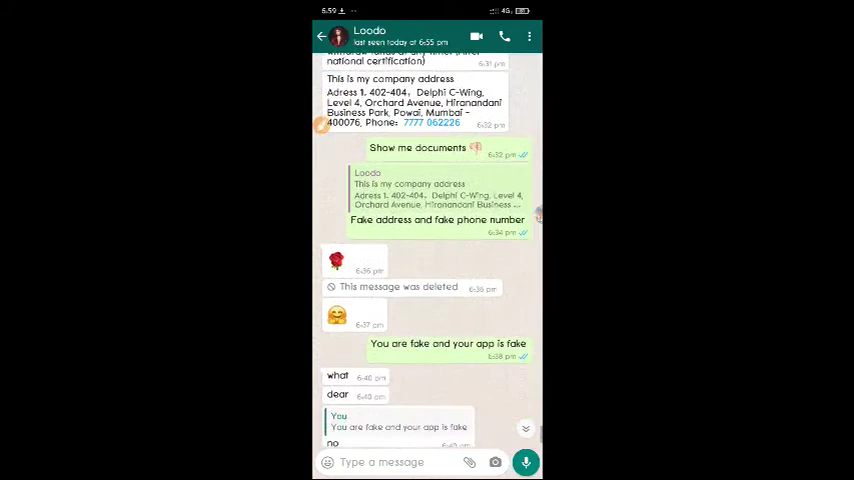 5:59
4G
Loodo
last seen today at 6:55 pm
national certification)
6:31 pm
This is my company address
Adress 1. 402-404, Delphi C-Wing,
Level 4, Orchard Avenue, Hiranandani
Business Park, Powai, Mumbai -
400076, Phone: 7777 062226
6:32 pm
Show me documents
6:32 pm
Loodo
This is my company address
Adress 1. 402-404, Delphi C-Wing, Level 4,
Orchard Avenue, Hiranandani Business ...
Fake address and fake phone number
6:34 pm
6:36 pm
This message was deleted 6:36 pm
6:37 pm
You are fake and your app is fake
6:38 pm
what 6:40 pm
dear 6:40 pm
You
You are fake and your app is fake
no
6:40 pm
Type a message